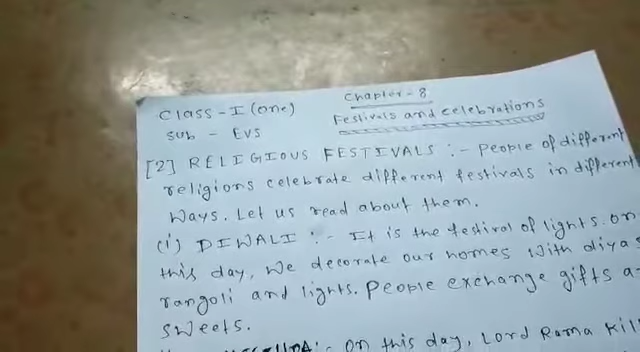 Class - I (one)
Chapter - 8
Sub - EVS
Festivals and celebrations
[2] RELIGIOUS FESTIVALS :- People of different
religions celebrate different festivals in different
ways. Let us read about them.
(i) DIWALI :- It is the festival of lights. on
this day, we decorate our homes with diyas
rangoli and lights. People exchange gifts a
sweets.
:- On this day, Lord Rama kill